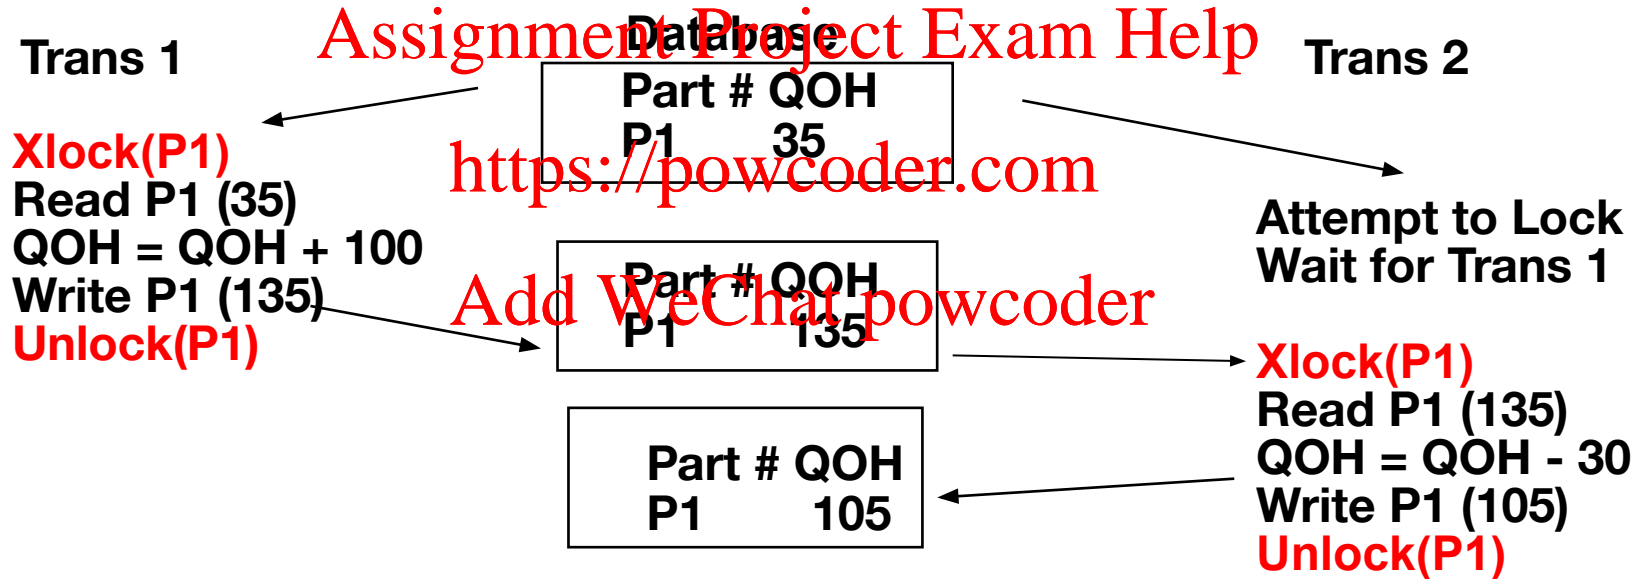 Assignment Project Exam Help
Database
Trans 1
Trans 2
Part # QOH
P1 35
https://powcoder.com
Xlock(P1)
Read P1 (35)
QOH = QOH + 100
Write P1 (135)
Unlock(P1)
Attempt to Lock
Wait for Trans 1
Part # QOH
P1 135
Add WeChat powcoder
Xlock(P1)
Read P1 (135)
QOH = QOH - 30
Write P1 (105)
Unlock(P1)
Part # QOH
P1 105